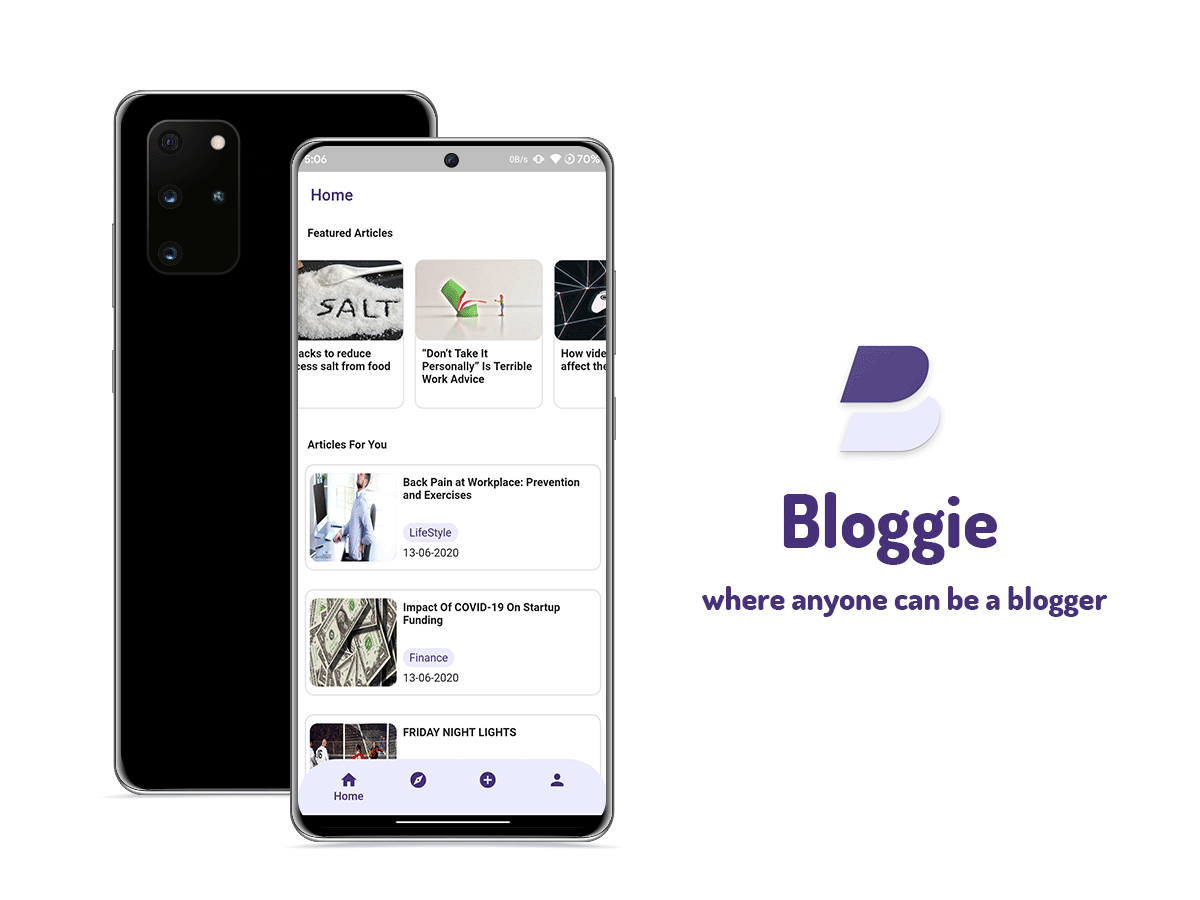 5:06
0B/s 70%
Home
Featured Articles
SALT
acks to reduce
cess salt from food
“Don’t Take It
Personally” Is Terrible
Work Advice
How vide
affect the
Articles For You
Back Pain at Workplace: Prevention
and Exercises
LifeStyle
13-06-2020
Impact Of COVID-19 On Startup
Funding
Finance
13-06-2020
FRIDAY NIGHT LIGHTS
Home
Bloggie
where anyone can be a blogger